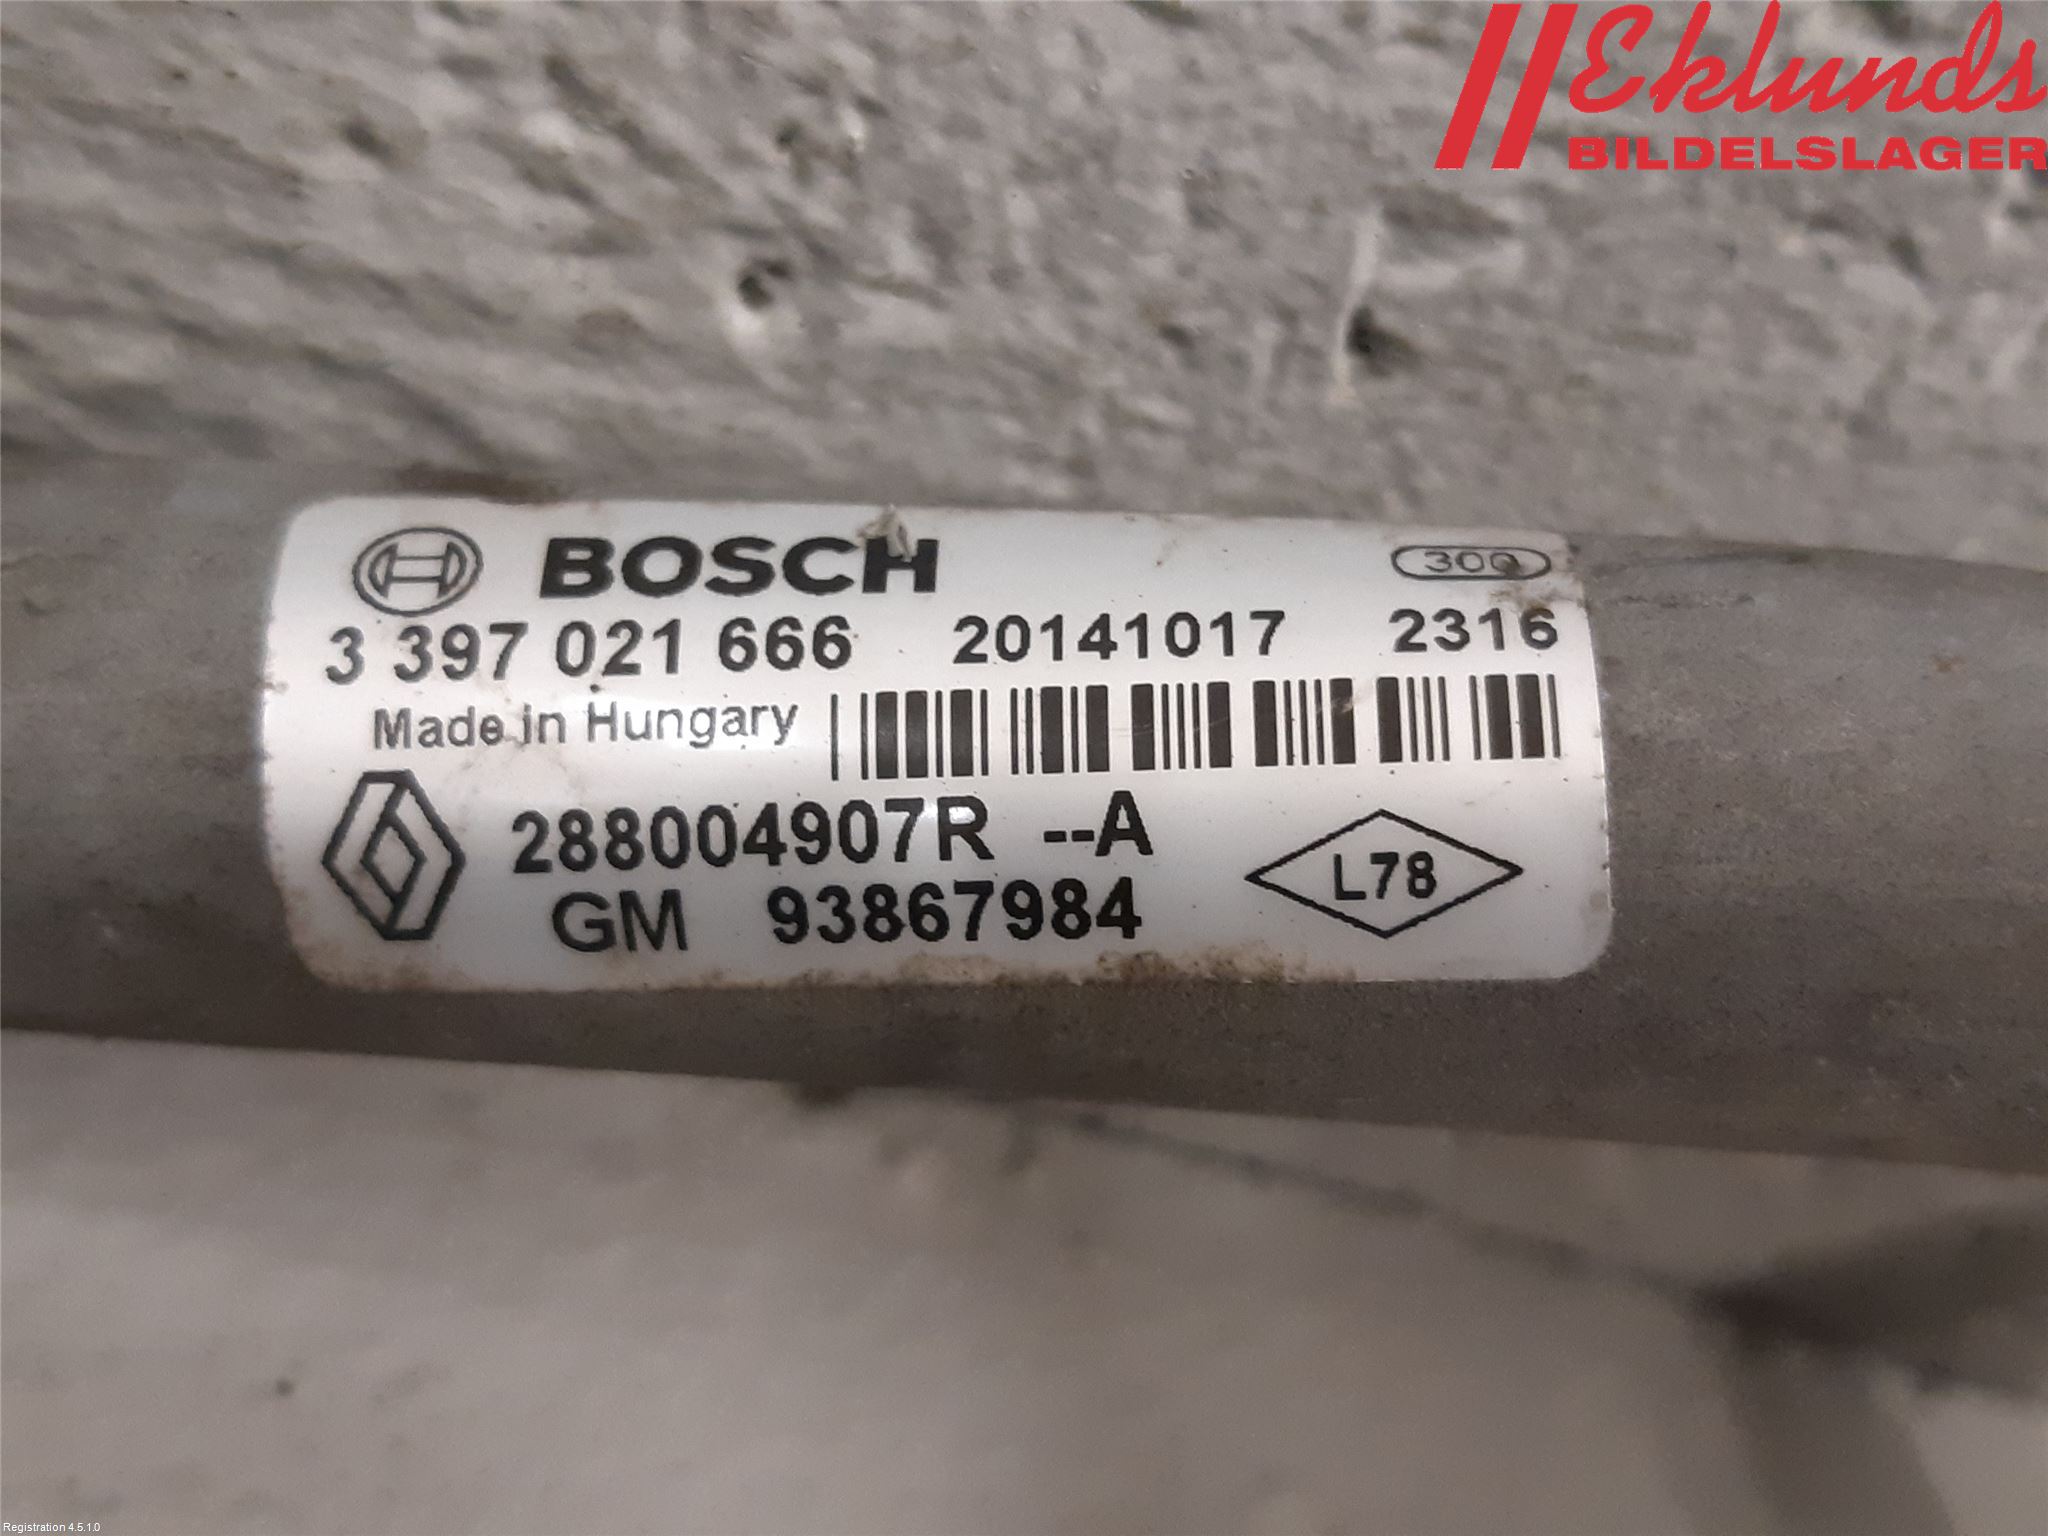 Eklunds
BILDELSLAGER
BOSCH
300
3 397 021 666 20141017 2316
Made in Hungary
288004907R --A
GM 93867984
L78
Registration 4.5.1.0